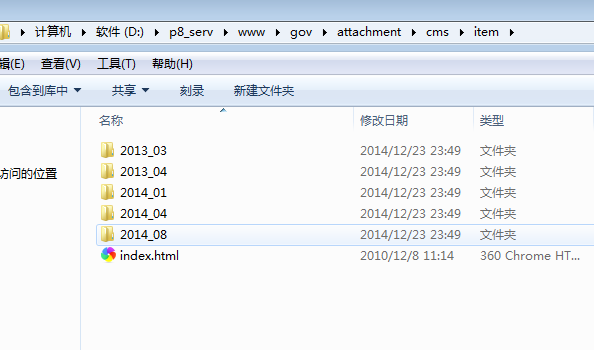 计算机 软件 (D:) p8_serv www gov attachment cms item
辑(E) 查看(V) 工具(T) 帮助(H)
包含到库中 共享 刻录 新建文件夹
名称 修改日期 类型
2013_03 2014/12/23 23:49 文件夹
2013_04 2014/12/23 23:49 文件夹
访问的位置
2014_01 2014/12/23 23:49 文件夹
2014_04 2014/12/23 23:49 文件夹
2014_08 2014/12/23 23:49 文件夹
index.html 2010/12/8 11:14 360 Chrome HT...